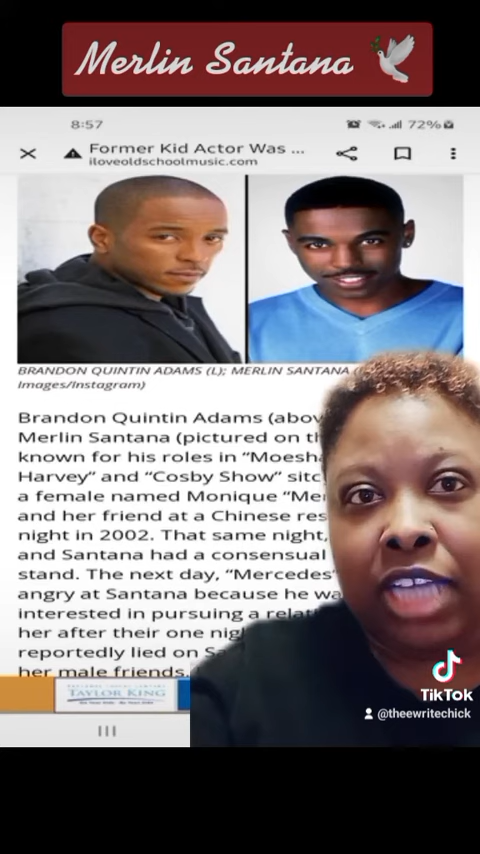 Merlin Santana
8:57
72%
Former Kid Actor Was ...
iloveoldschoolmusic.com
BRANDON QUINTIN ADAMS (L); MERLIN SANTANA (
Images/Instagram)
Brandon Quintin Adams (abov
Merlin Santana (pictured on th
known for his roles in "Moesha
Harvey" and "Cosby Show" sitc
a female named Monique "Mer
and her friend at a Chinese res
night in 2002. That same night,
and Santana had a consensual
stand. The next day, "Mercedes"
angry at Santana because he wa
interested in pursuing a relati
her after their one nigh
reportedly lied on Sa
her male friends.
TAYLOR KING
TikTok
@theewritechick